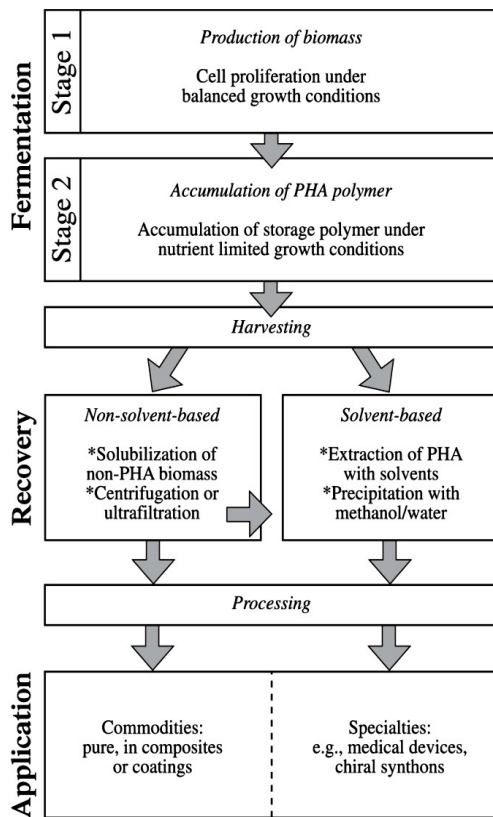 Fermentation
Stage 1
Production of biomass
Cell proliferation under
balanced growth conditions
Stage 2
Accumulation of PHA polymer
Accumulation of storage polymer under
nutrient limited growth conditions
Harvesting
Recovery
Non-solvent-based
*Solubilization of
non-PHA biomass
*Centrifugation or
ultrafiltration
Solvent-based
*Extraction of PHA
with solvents
*Precipitation with
methanol/water
Processing
Application
Commodities:
pure, in composites
or coatings
Specialties:
e.g., medical devices,
chiral synthons